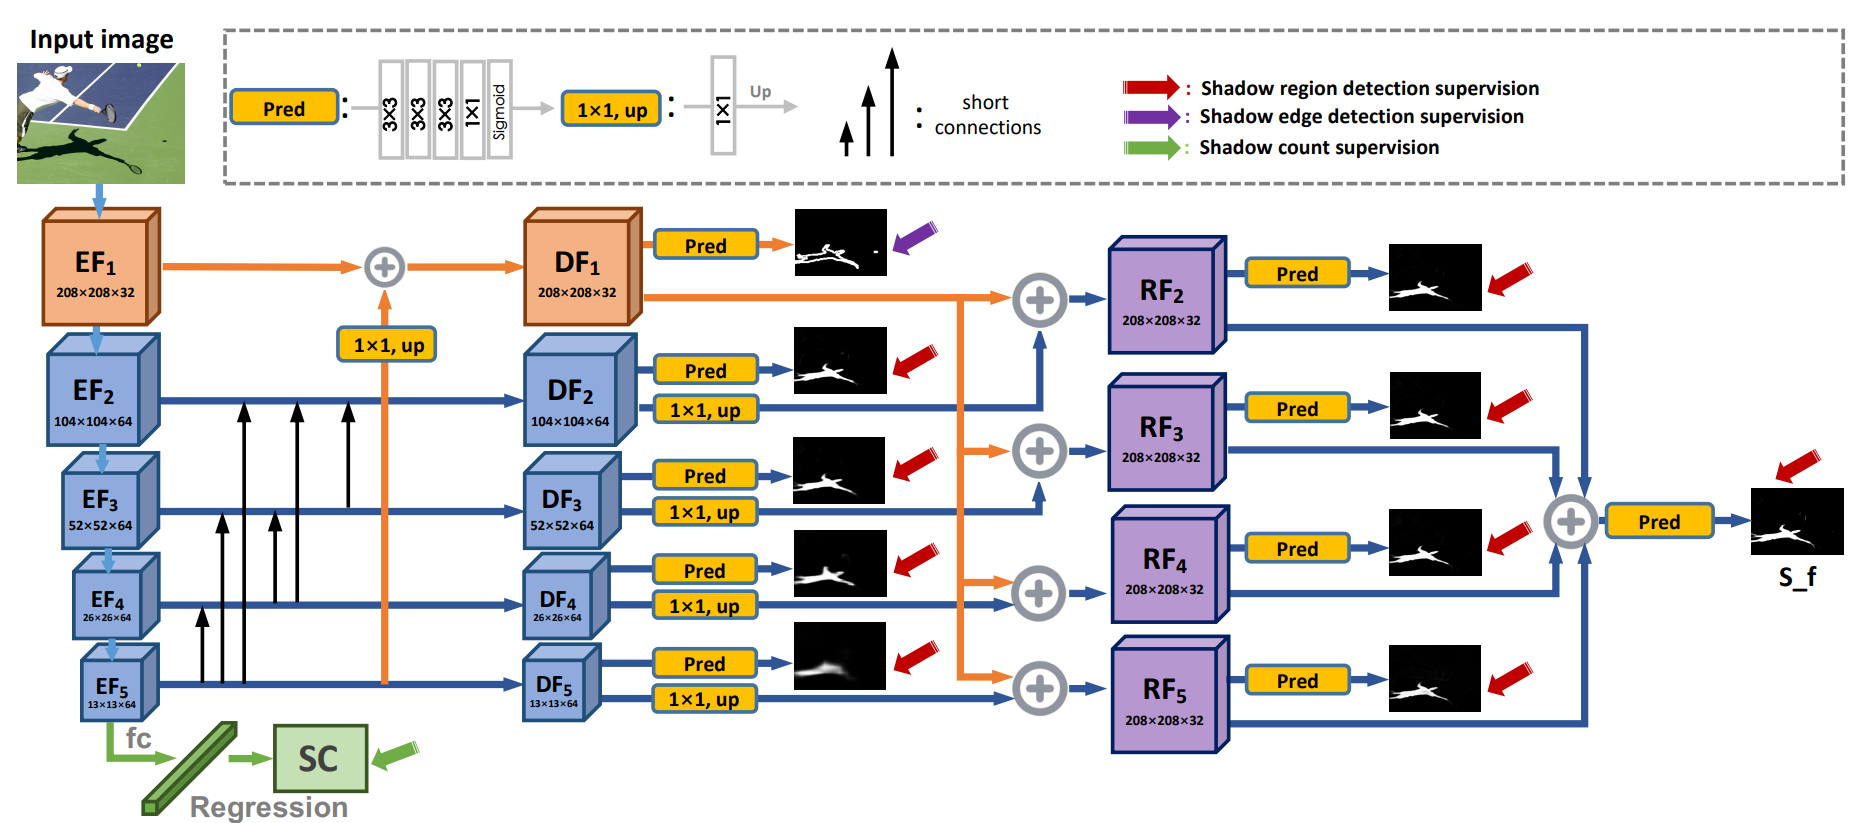 Input image
Pred :
3×3
3×3
3×3
1×1
Sigmoid
1×1, up :
1×1
Up
: short
connections
: Shadow region detection supervision
: Shadow edge detection supervision
: Shadow count supervision
EF1
208×208×32
1×1, up
EF2
104×104×64
EF3
52×52×64
EF4
26×26×64
EF5
13×13×64
fc
Regression
SC
DF1
208×208×32
Pred
DF2
104×104×64
Pred
1×1, up
DF3
52×52×64
Pred
1×1, up
DF4
26×26×64
Pred
1×1, up
DF5
13×13×64
Pred
1×1, up
RF2
208×208×32
Pred
RF3
208×208×32
Pred
RF4
208×208×32
Pred
RF5
208×208×32
Pred
Pred
S_f